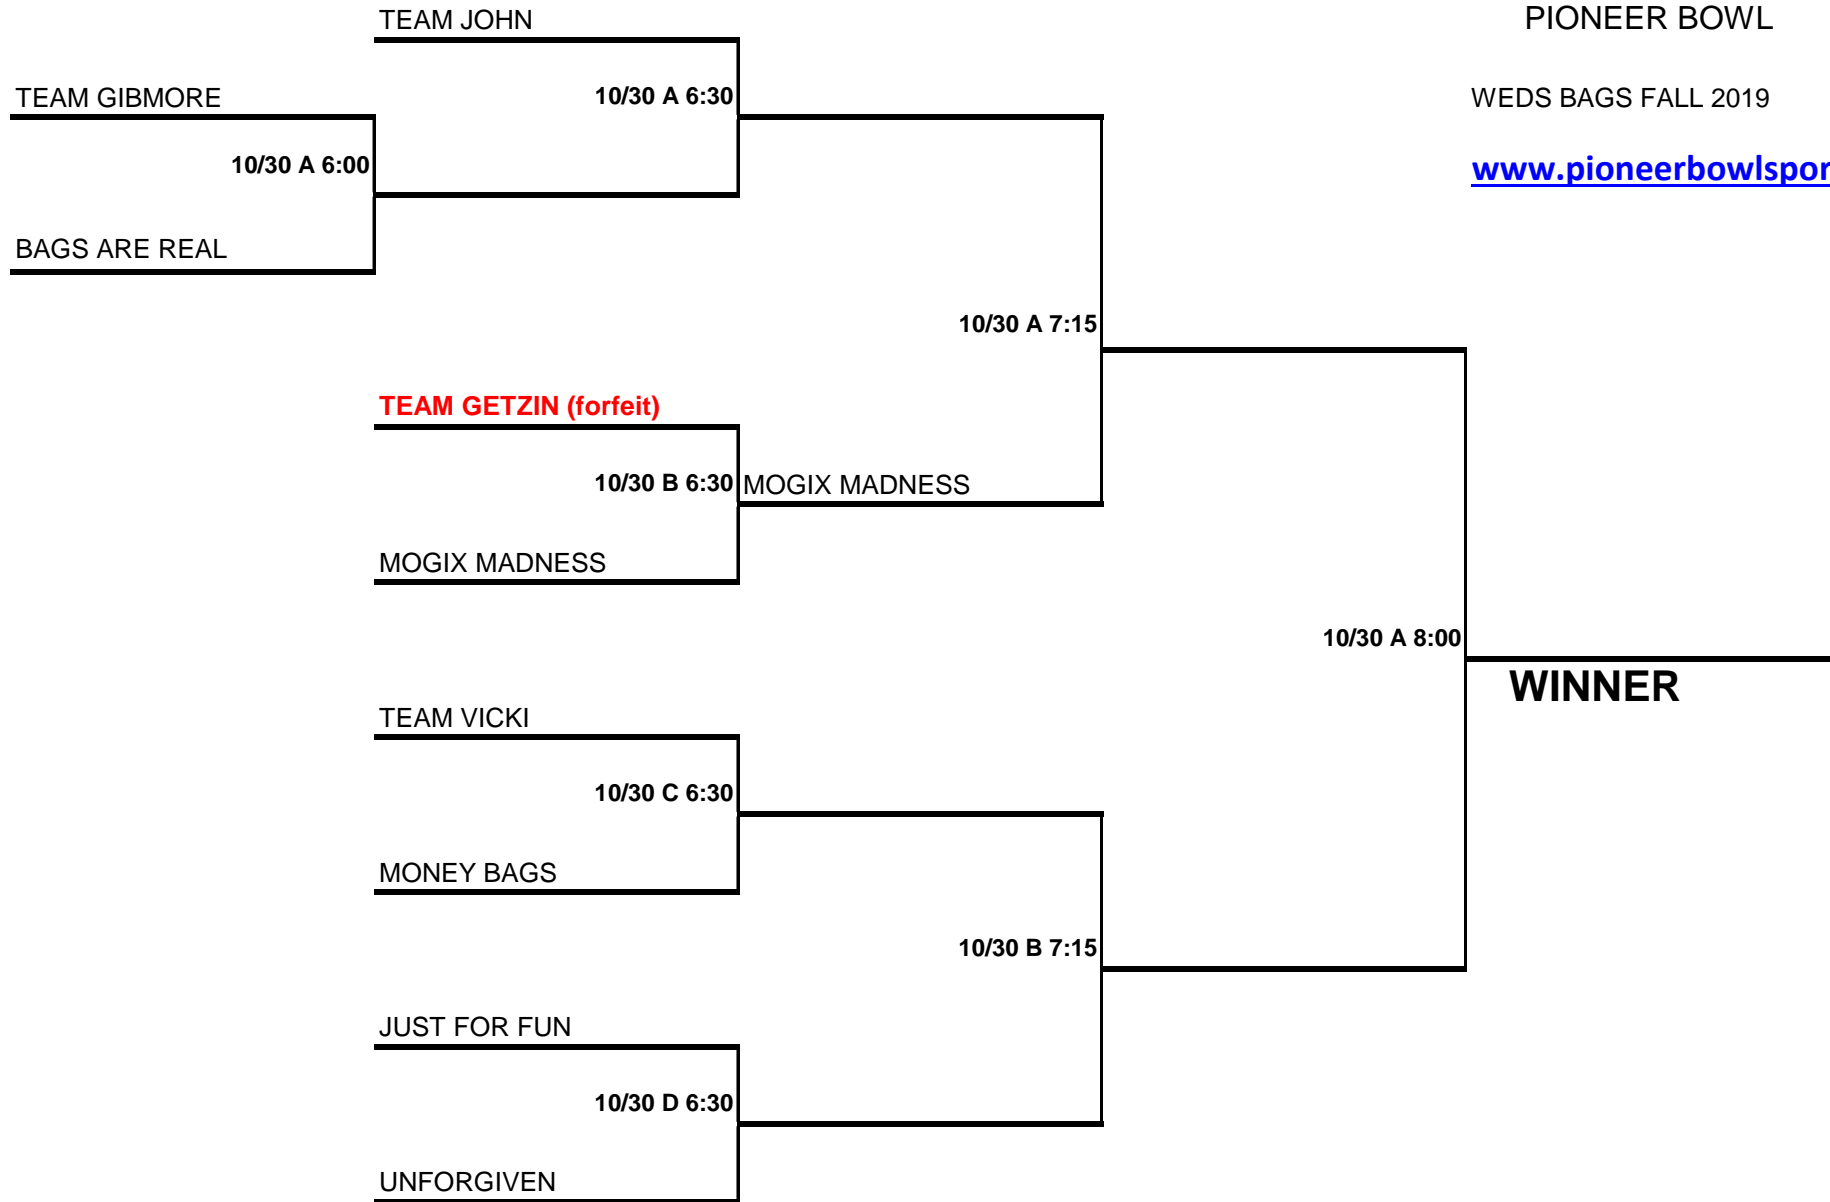 TEAM JOHN
PIONEER BOWL
TEAM GIBMORE
10/30 A 6:30
WEDS BAGS FALL 2019
10/30 A 6:00
www.pioneerbowlspor
BAGS ARE REAL
10/30 A 7:15
TEAM GETZIN (forfeit)
10/30 B 6:30
MOGIX MADNESS
MOGIX MADNESS
10/30 A 8:00
WINNER
TEAM VICKI
10/30 C 6:30
MONEY BAGS
10/30 B 7:15
JUST FOR FUN
10/30 D 6:30
UNFORGIVEN